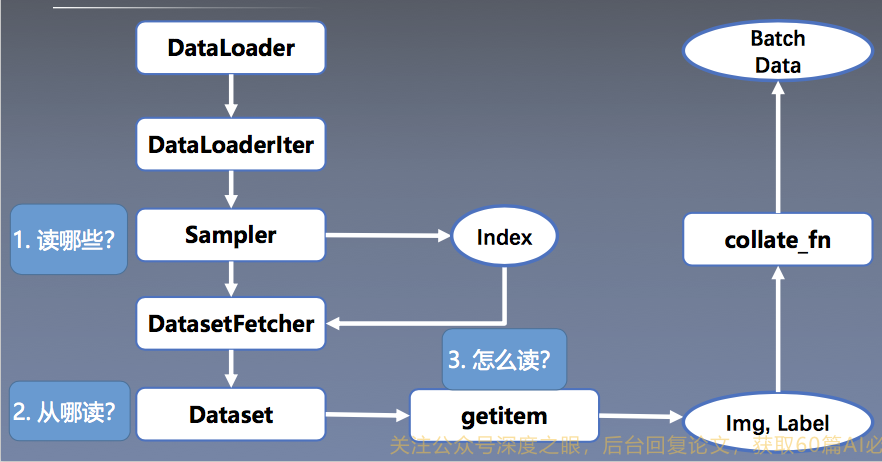 DataLoader
DataLoaderIter
1. 读哪些?
Sampler
Index
DatasetFetcher
2. 从哪读?
Dataset
3. 怎么读?
getitem
Img, Label
collate_fn
Batch
Data
关注公众号深度之眼，后台回复论文，获取60篇AI必